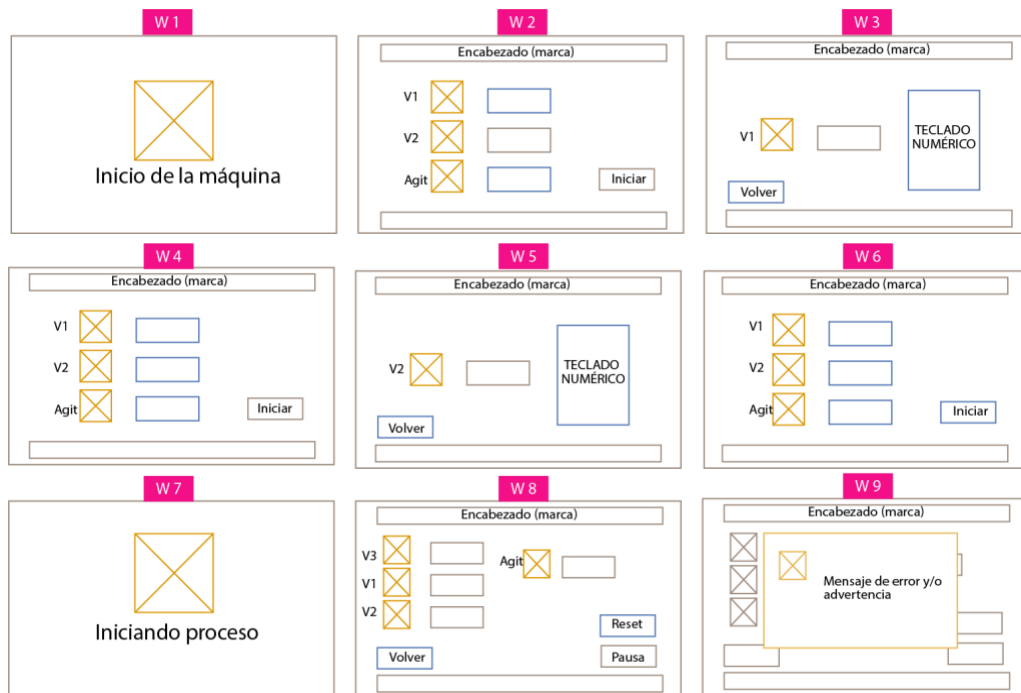 W 1
Inicio de la máquina
W 2
Encabezado (marca)
V1
V2
Agit
Iniciar
W 3
Encabezado (marca)
V1
TECLADO
NUMÉRICO
Volver
W 4
Encabezado (marca)
V1
V2
Agit
Iniciar
W 5
Encabezado (marca)
V2
TECLADO
NUMÉRICO
Volver
W 6
Encabezado (marca)
V1
V2
Agit
Iniciar
W 7
Iniciando proceso
W 8
Encabezado (marca)
V3
Agit
V1
V2
Reset
Volver
Pausa
W 9
Encabezado (marca)
Mensaje de error y/o
advertencia